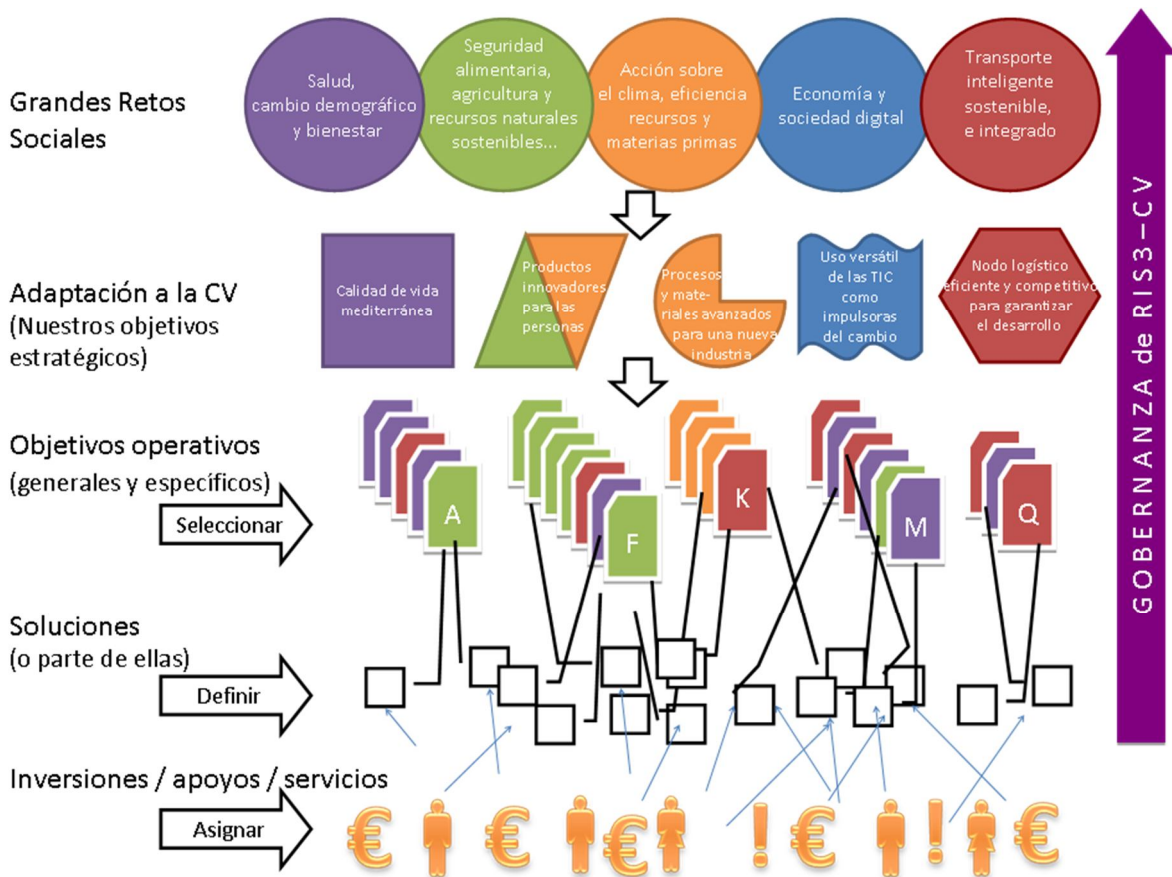 Grandes Retos
Sociales
Salud,
cambio demográfico
y bienestar
Seguridad
alimentaria,
agricultura y
recursos naturales
sostenibles...
Acción sobre
el clima, eficiencia
recursos y
materias primas
Economía y
sociedad digital
Transporte
inteligente
sostenible,
e integrado
Adaptación a la CV
(Nuestros objetivos
estratégicos)
Calidad de vida
mediterránea
Productos
innovadores
para las
personas
Procesos
y mate-
riales avanzados
para una nueva
industria
Uso versátil
de las TIC
como
impulsoras
del cambio
Nodo logístico
eficiente y competitivo
para garantizar
el desarrollo
Objetivos operativos
(generales y específicos)
Seleccionar
A
F
K
M
Q
Soluciones
(o parte de ellas)
Definir
Inversiones / apoyos / servicios
Asignar
€
€
€
!
€
!
€
GOBERNANZA de RIS3-CV